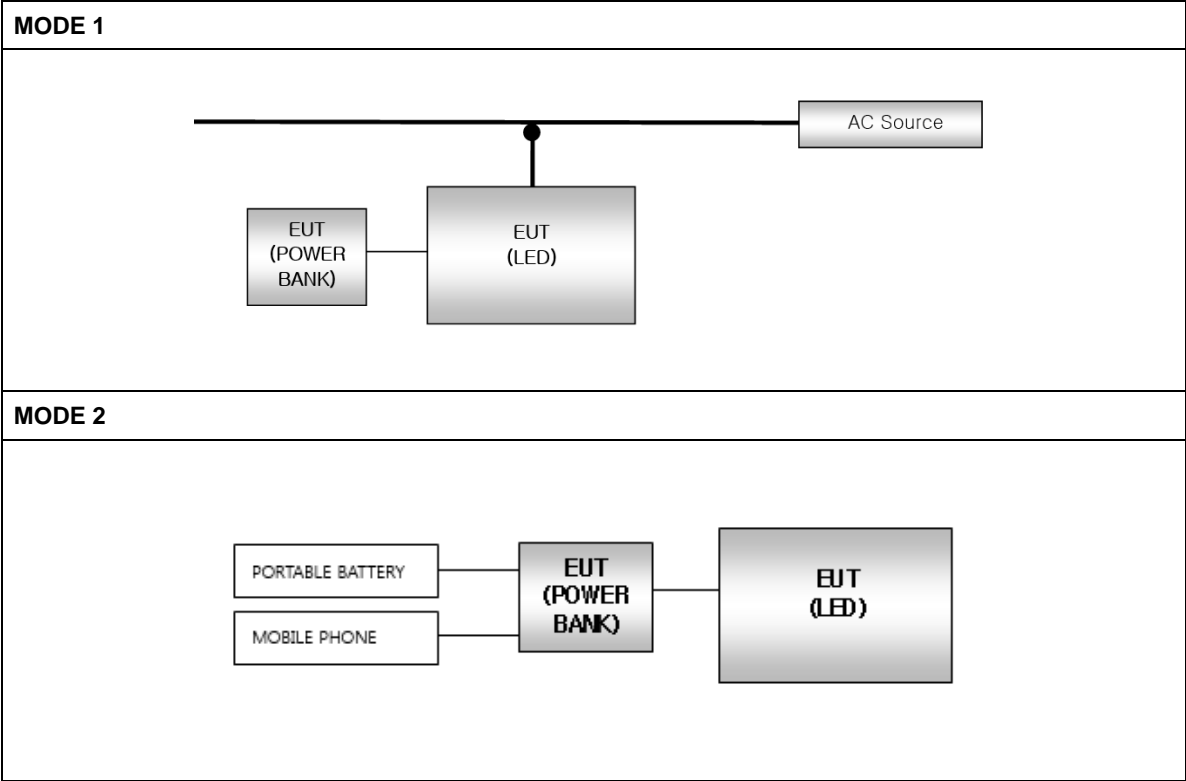 MODE 1
AC Source
EUT
(POWER
BANK)
EUT
(LED)
MODE 2
PORTABLE BATTERY
MOBILE PHONE
EUT
(POWER
BANK)
EUT
(LED)